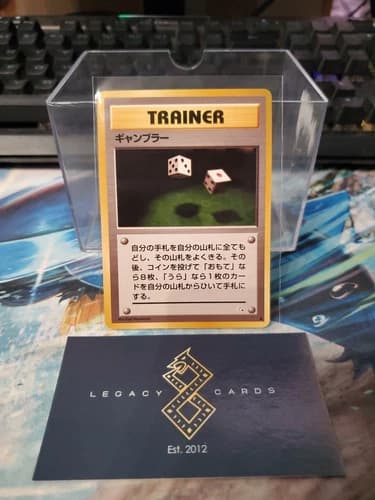 TRAINER
ギャンブラー
自分の手札を自分の山札に全ても
どし、その山札をよくきる。その
後、コインを投げて「おもて」な
ら8枚、「うら」なら1枚のカー
ドを自分の山札からひいて手札に
する。
LEGACY CARDS
Est. 2012